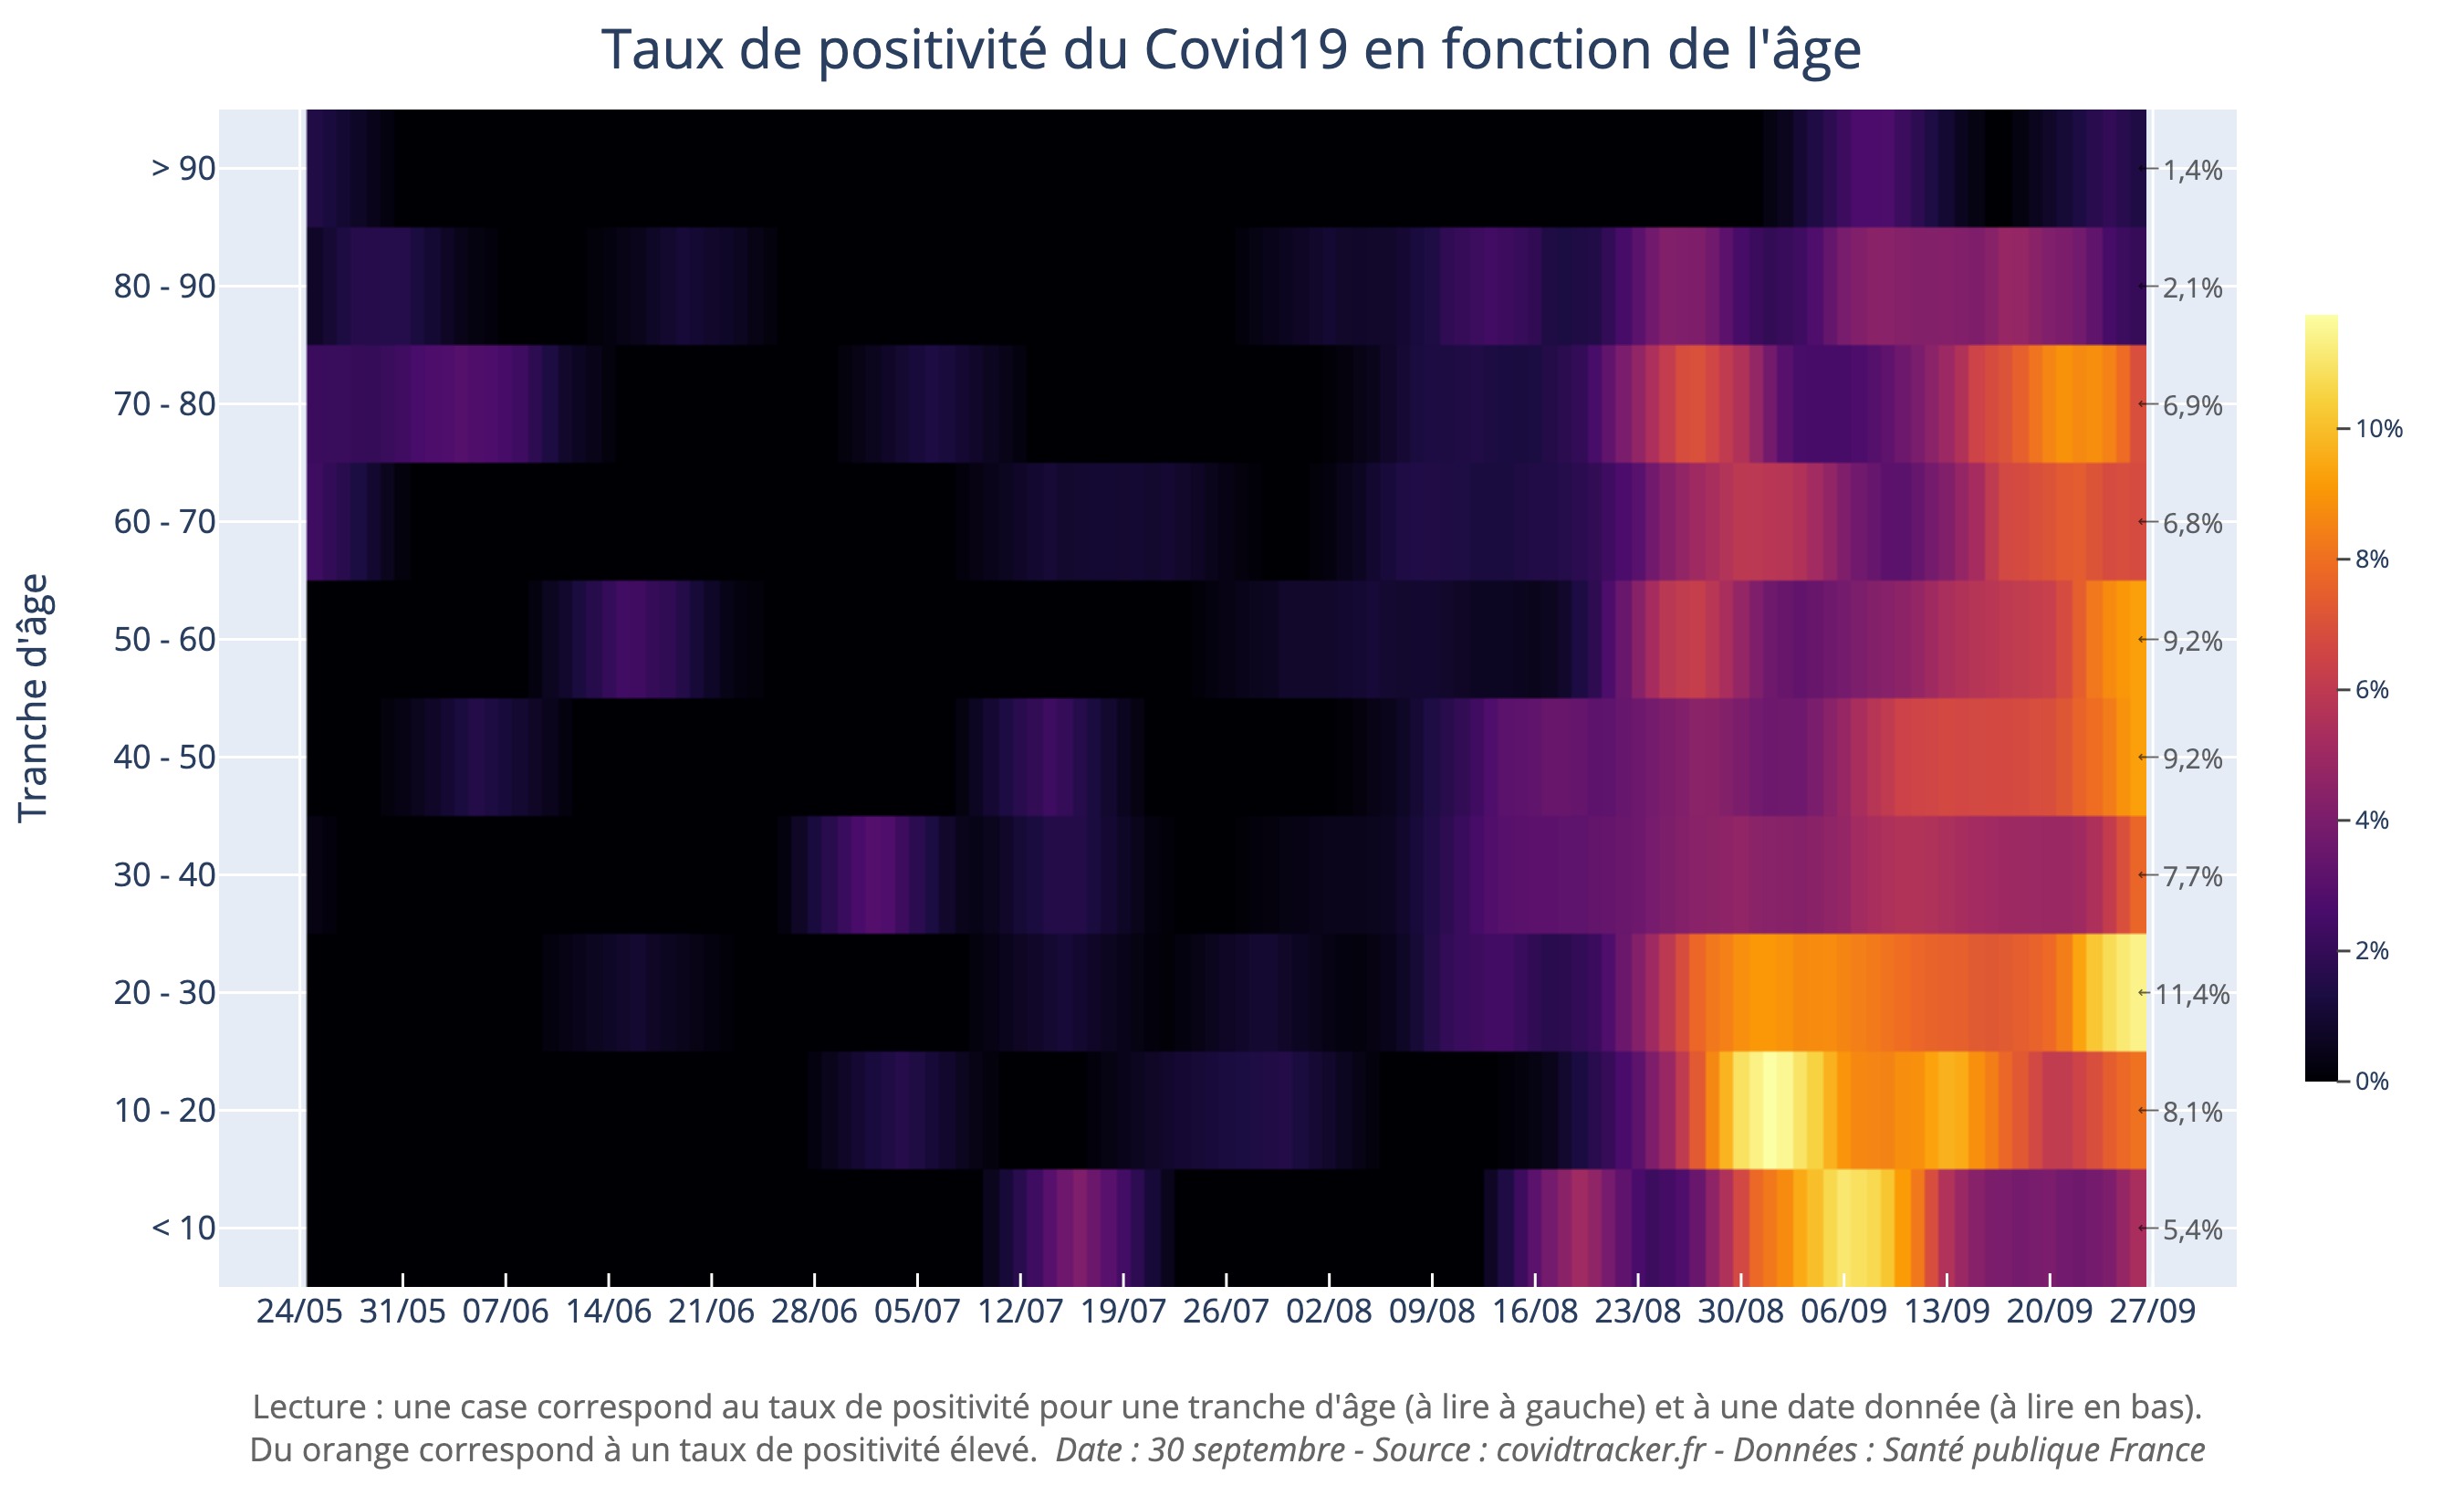 Taux de positivité du Covid19 en fonction de l'âge
Tranche d'âge
> 90
80 - 90
70 - 80
60 - 70
50 - 60
40 - 50
30 - 40
20 - 30
10 - 20
< 10
1,4%
2,1%
6,9%
6,8%
9,2%
9,2%
7,7%
11,4%
8,1%
5,4%
10%
8%
6%
4%
2%
0%
24/05 31/05 07/06 14/06 21/06 28/06 05/07 12/07 19/07 26/07 02/08 09/08 16/08 23/08 30/08 06/09 13/09 20/09 27/09
Lecture : une case correspond au taux de positivité pour une tranche d'âge (à lire à gauche) et à une date donnée (à lire en bas).
Du orange correspond à un taux de positivité élevé. Date : 30 septembre - Source : covidtracker.fr - Données : Santé publique France